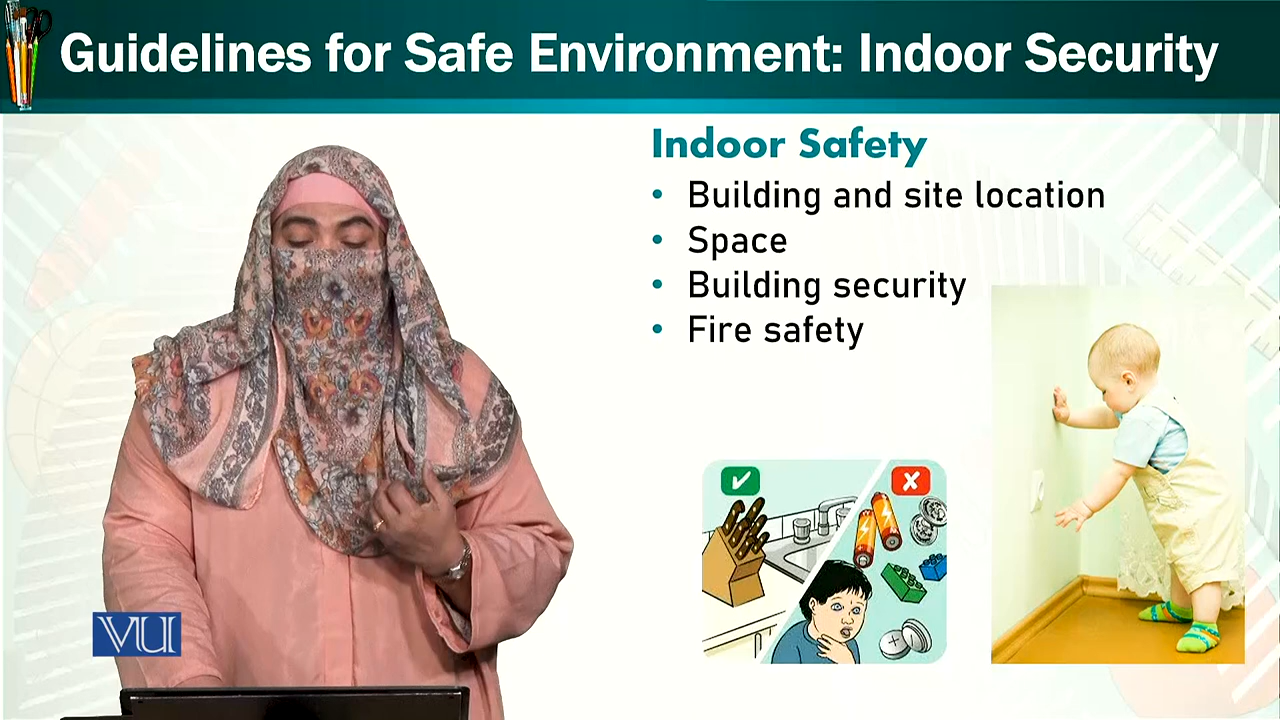 Guidelines for Safe Environment: Indoor Security
Indoor Safety
• Building and site location
• Space
• Building security
• Fire safety
VU